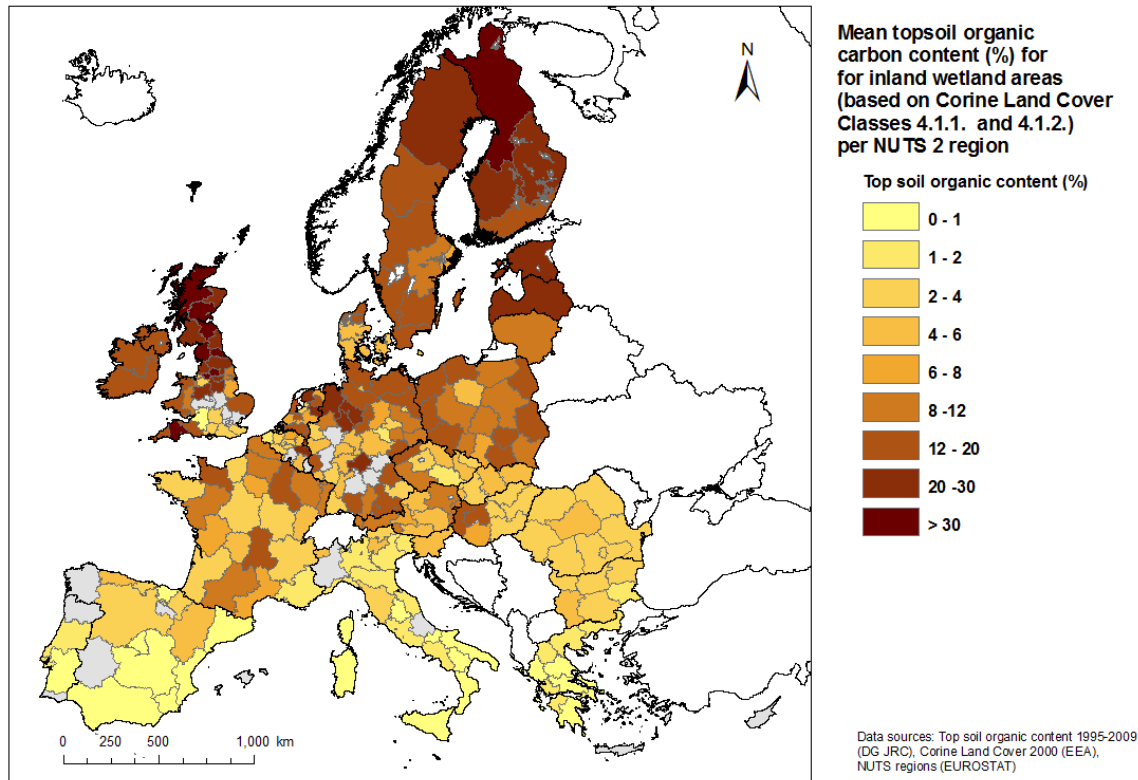 Mean topsoil organic
carbon content (%) for
for inland wetland areas
(based on Corine Land Cover
Classes 4.1.1. and 4.1.2.)
per NUTS 2 region
N
Top soil organic content (%)
0 - 1
1 - 2
2 - 4
4 - 6
6 - 8
8 -12
12 - 20
20 -30
> 30
0 250 500 1,000 km
Data sources: Top soil organic content 1995-2009
(DG JRC), Corine Land Cover 2000 (EEA),
NUTS regions (EUROSTAT)